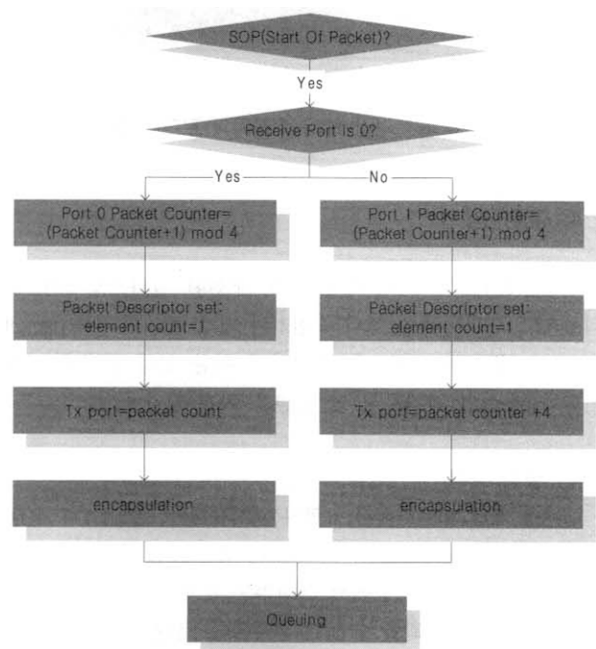 SOP(Start Of Packet)?
Yes
Receive Port is 0?
Yes
No
Port 0 Packet Counter=
(Packet Counter+1) mod 4
Port 1 Packet Counter=
(Packet Counter+1) mod 4
Packet Descriptor set:
element count=1
Packet Descriptor set:
element count=1
Tx port=packet count
Tx port=packet counter +4
encapsulation
encapsulation
Queuing